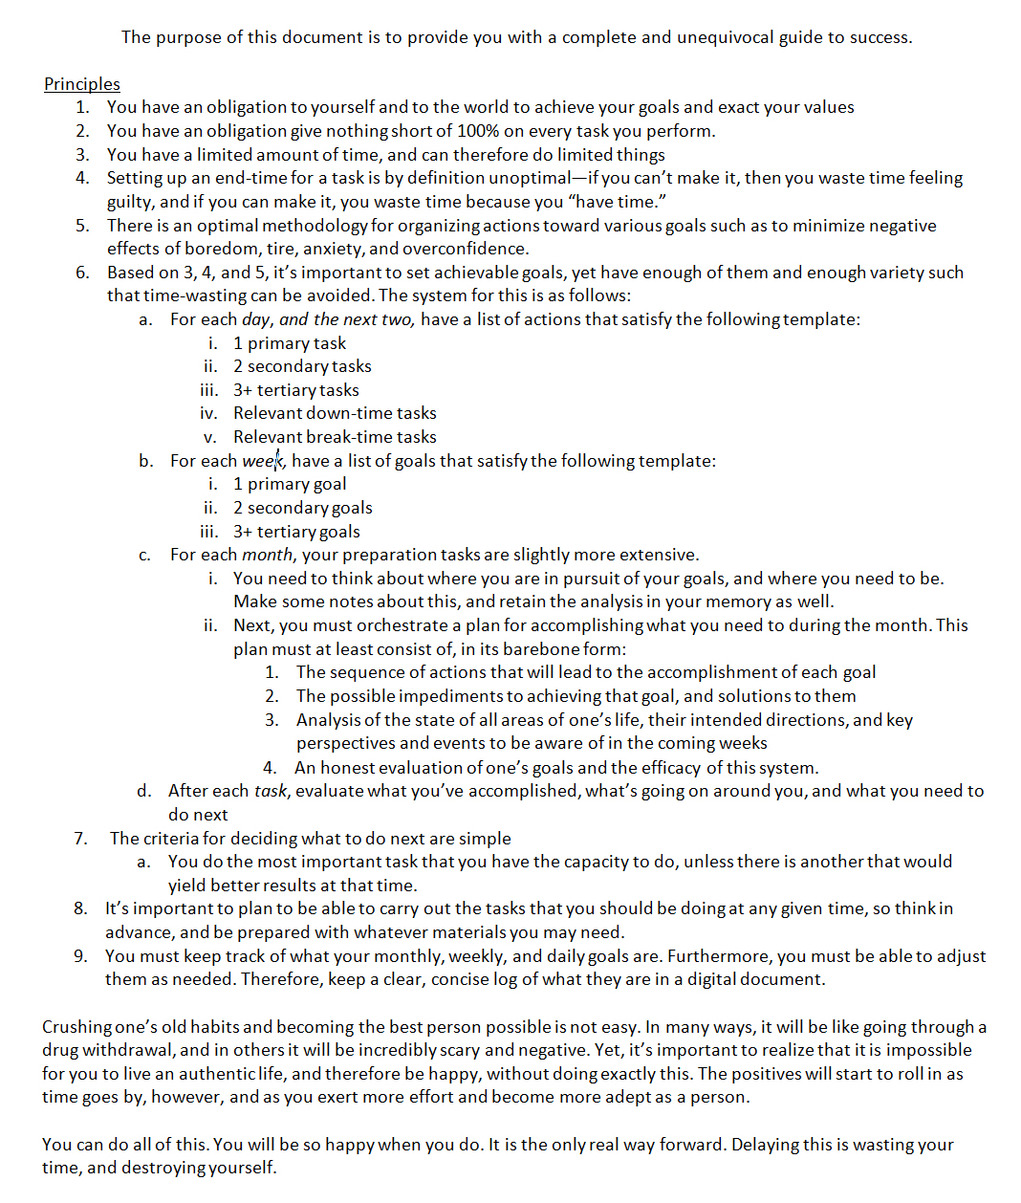 The purpose of this document is to provide you with a complete and unequivocal guide to success.
Principles
1. You have an obligation to yourself and to the world to achieve your goals and exact your values
2. You have an obligation give nothing short of 100% on every task you perform.
3. You have a limited amount of time, and can therefore do limited things
4. Setting up an end-time for a task is by definition unoptimal—if you can't make it, then you waste time feeling
guilty, and if you can make it, you waste time because you “have time.”
5. There is an optimal methodology for organizing actions toward various goals such as to minimize negative
effects of boredom, tire, anxiety, and overconfidence.
6. Based on 3, 4, and 5, it's important to set achievable goals, yet have enough of them and enough variety such
that time-wasting can be avoided. The system for this is as follows:
a. For each day, and the next two, have a list of actions that satisfy the following template:
i. 1 primary task
ii. 2 secondary tasks
iii. 3+ tertiary tasks
iv. Relevant down-time tasks
v. Relevant break-time tasks
b. For each week, have a list of goals that satisfy the following template:
i. 1 primary goal
ii. 2 secondary goals
iii. 3+ tertiary goals
c. For each month, your preparation tasks are slightly more extensive.
i. You need to think about where you are in pursuit of your goals, and where you need to be.
Make some notes about this, and retain the analysis in your memory as well.
ii. Next, you must orchestrate a plan for accomplishing what you need to during the month. This
plan must at least consist of, in its barebone form:
1. The sequence of actions that will lead to the accomplishment of each goal
2. The possible impediments to achieving that goal, and solutions to them
3. Analysis of the state of all areas of one's life, their intended directions, and key
perspectives and events to be aware of in the coming weeks
4. An honest evaluation of one's goals and the efficacy of this system.
d. After each task, evaluate what you've accomplished, what's going on around you, and what you need to
do next
7. The criteria for deciding what to do next are simple
a. You do the most important task that you have the capacity to do, unless there is another that would
yield better results at that time.
8. It's important to plan to be able to carry out the tasks that you should be doing at any given time, so think in
advance, and be prepared with whatever materials you may need.
9. You must keep track of what your monthly, weekly, and daily goals are. Furthermore, you must be able to adjust
them as needed. Therefore, keep a clear, concise log of what they are in a digital document.
Crushing one's old habits and becoming the best person possible is not easy. In many ways, it will be like going through a
drug withdrawal, and in others it will be incredibly scary and negative. Yet, it's important to realize that it is impossible
for you to live an authentic life, and therefore be happy, without doing exactly this. The positives will start to roll in as
time goes by, however, and as you exert more effort and become more adept as a person.
You can do all of this. You will be so happy when you do. It is the only real way forward. Delaying this is wasting your
time, and destroying yourself.